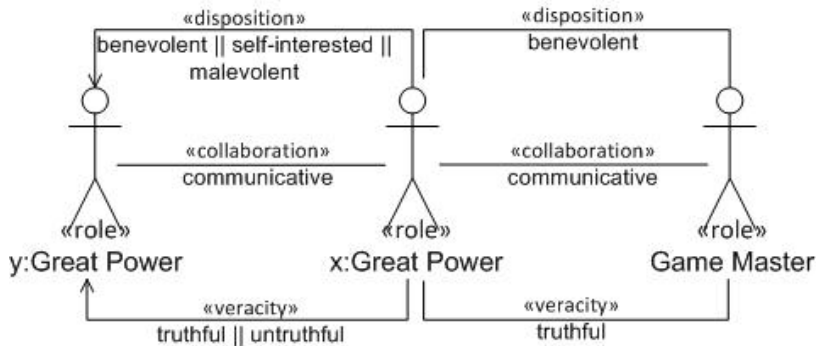 «disposition»
benevolent || self-interested ||
malevolent
«disposition»
benevolent
«collaboration»
communicative
«collaboration»
communicative
«role»
y:Great Power
«role»
x:Great Power
«role»
Game Master
«veracity»
truthful || untruthful
«veracity»
truthful